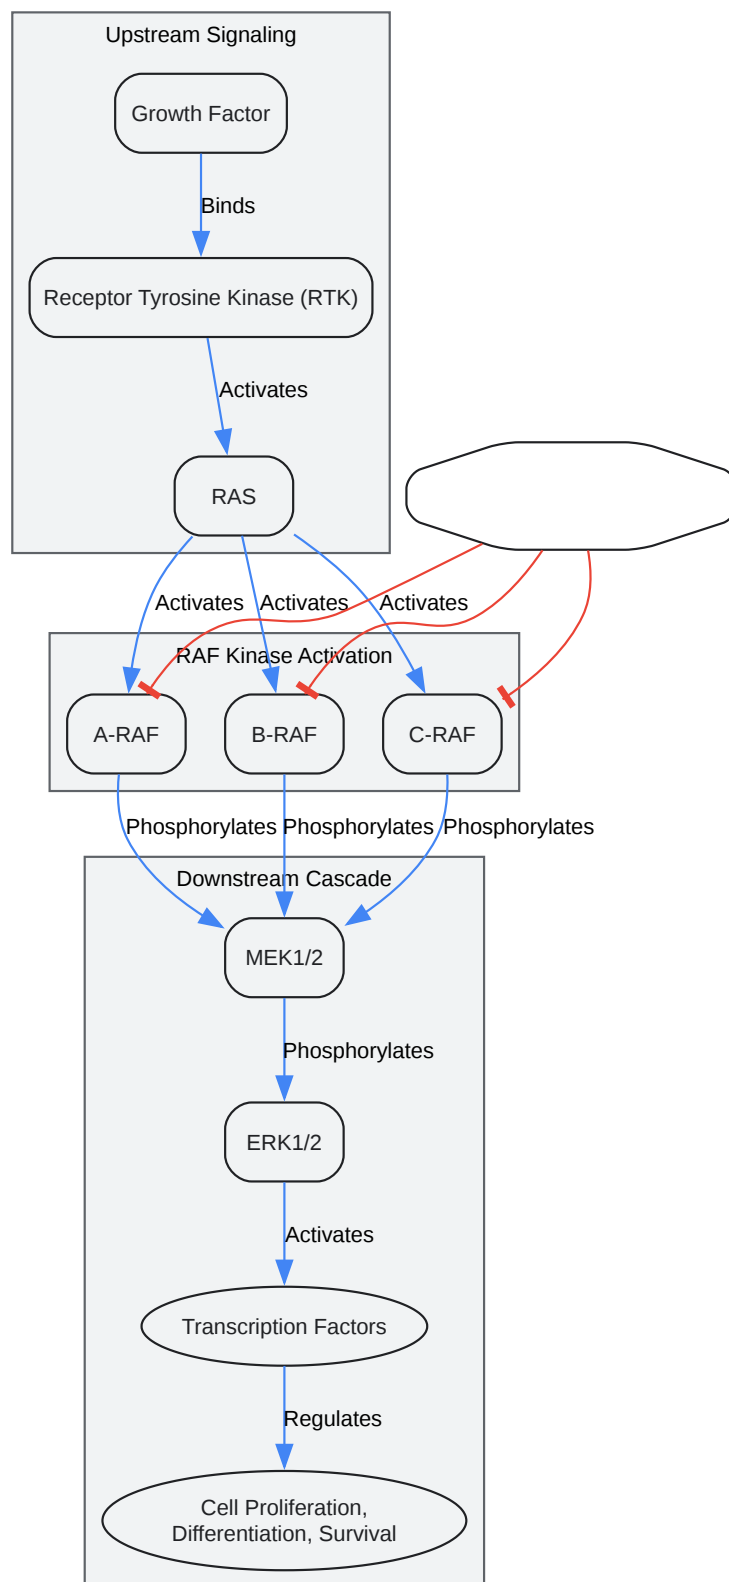 Upstream Signaling
Growth Factor
Binds
Receptor Tyrosine Kinase (RTK)
Activates
RAS
Activates
Activates
Activates
RAF Kinase Activation
A-RAF
B-RAF
C-RAF
Phosphorylates
Phosphorylates
Phosphorylates
Downstream Cascade
MEK1/2
Phosphorylates
ERK1/2
Activates
Transcription Factors
Regulates
Cell Proliferation,
Differentiation, Survival